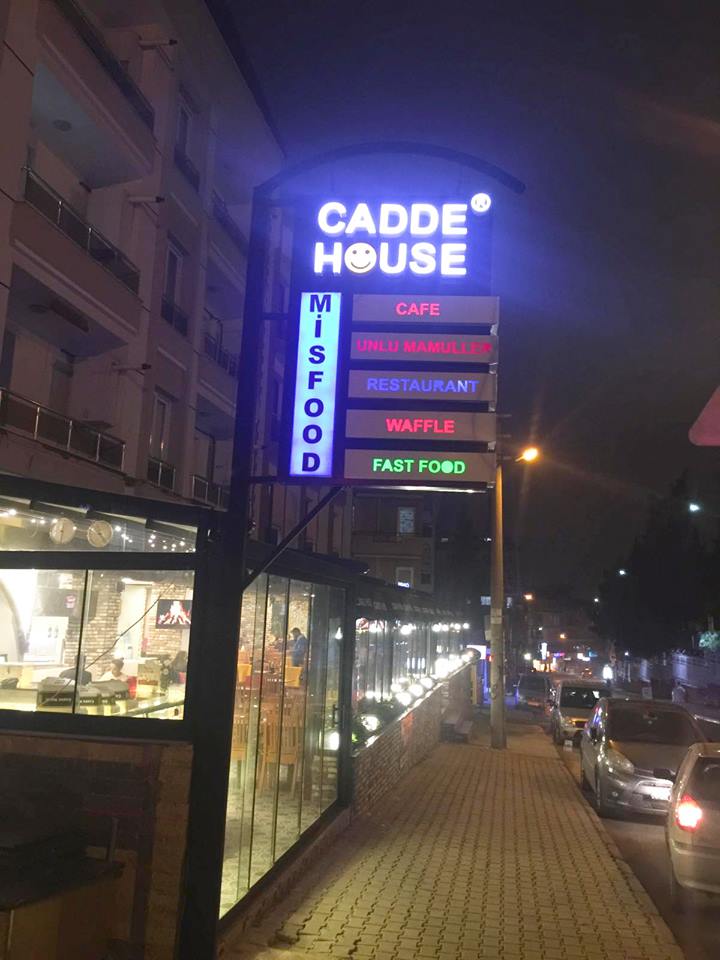 CADDE®
HOUSE
MİSFOOD
CAFE
UNLU MAMULLER
RESTAURANT
WAFFLE
FAST FOOD